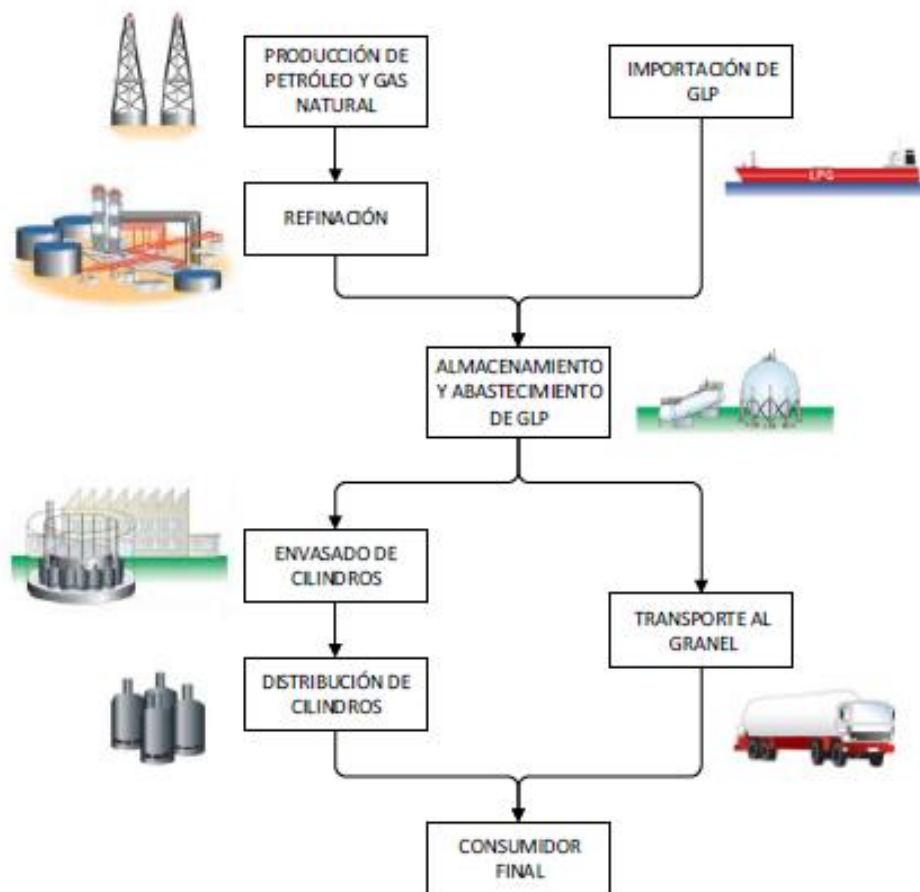 PRODUCCIÓN DE
PETRÓLEO Y GAS
NATURAL
IMPORTACIÓN DE
GLP
LPG
REFINACIÓN
ALMACENAMIENTO
Y ABASTECIMIENTO
DE GLP
ENVASADO DE
CILINDROS
TRANSPORTE AL
GRANEL
DISTRIBUCIÓN DE
CILINDROS
CONSUMIDOR
FINAL